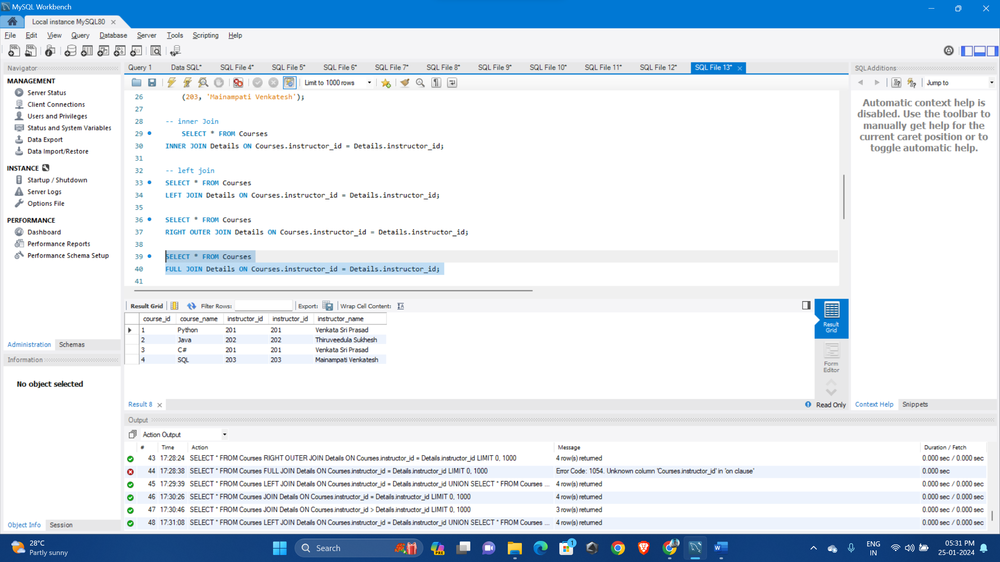 MySQL Workbench
Local instance MySQL80
File Edit View Query Database Server Tools Scripting Help
Navigator
MANAGEMENT
Server Status
Client Connections
Users and Privileges
Status and System Variables
Data Export
Data Import/Restore
INSTANCE
Startup / Shutdown
Server Logs
Options File
PERFORMANCE
Dashboard
Performance Reports
Performance Schema Setup
Administration Schemas
Information
No object selected
Object Info Session
Query 1 Data SQL* SQL File 4* SQL File 5* SQL File 6* SQL File 7* SQL File 8* SQL File 9* SQL File 10* SQL File 11* SQL File 12* SQL File 13*
Limit to 1000 rows
26 (203, 'Mainampati Venkatesh');
27
28 -- inner Join
29 SELECT * FROM Courses
30 INNER JOIN Details ON Courses.instructor_id = Details.instructor_id;
31
32 -- left join
33 SELECT * FROM Courses
34 LEFT JOIN Details ON Courses.instructor_id = Details.instructor_id;
35
36 SELECT * FROM Courses
37 RIGHT OUTER JOIN Details ON Courses.instructor_id = Details.instructor_id;
38
39 SELECT * FROM Courses
40 FULL JOIN Details ON Courses.instructor_id = Details.instructor_id;
41
Result Grid Filter Rows: Export: Wrap Cell Content:
course_id course_name instructor_id instructor_id instructor_name
1 Python 201 201 Venkata Sri Prasad
2 Java 202 202 Thiruveedula Sukhesh
3 C# 201 201 Venkata Sri Prasad
4 SQL 203 203 Mainampati Venkatesh
Result
Grid
Form
Editor
Result 8
Read Only
SQLAdditions
Jump to
Automatic context help is
disabled. Use the toolbar to
manually get help for the
current caret position or to
toggle automatic help.
Context Help Snippets
Output
Action Output
# Time Action Message Duration / Fetch
43 17:28:24 SELECT * FROM Courses RIGHT OUTER JOIN Details ON Courses.instructor_id = Details.instructor_id LIMIT 0, 1000 4 row(s) returned 0.000 sec / 0.000 sec
44 17:28:38 SELECT * FROM Courses FULL JOIN Details ON Courses.instructor_id = Details.instructor_id LIMIT 0, 1000 Error Code: 1054. Unknown column 'Courses.instructor_id' in 'on clause' 0.000 sec
45 17:29:39 SELECT * FROM Courses LEFT JOIN Details ON Courses.instructor_id = Details.instructor_id UNION SELECT * FROM Courses ... 4 row(s) returned 0.000 sec / 0.000 sec
46 17:30:26 SELECT * FROM Courses JOIN Details ON Courses.instructor_id = Details.instructor_id LIMIT 0, 1000 4 row(s) returned 0.000 sec / 0.000 sec
47 17:30:46 SELECT * FROM Courses JOIN Details ON Courses.instructor_id > Details.instructor_id LIMIT 0, 1000 3 row(s) returned 0.000 sec / 0.000 sec
48 17:31:08 SELECT * FROM Courses LEFT JOIN Details ON Courses.instructor_id = Details.instructor_id UNION SELECT * FROM Courses ... 4 row(s) returned 0.000 sec / 0.000 sec
28°C
Partly sunny
Search
PRE
1
W
ENG
IN
05:31 PM
25-01-2024